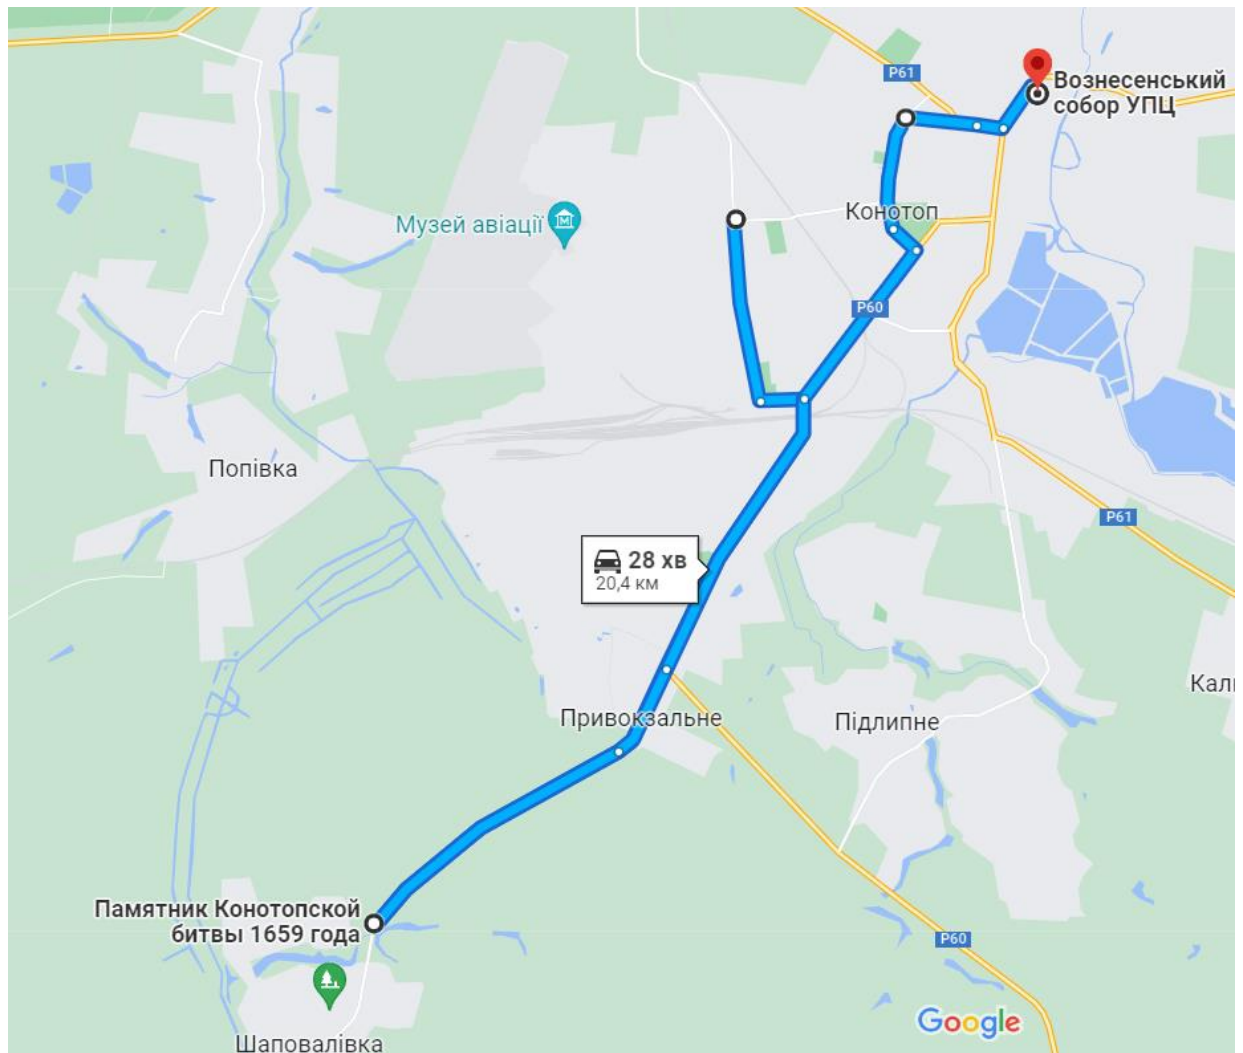 P61
Вознесенський
собор УПЦ
Музей авіації
М
Конотоп
P60
Попівка
P61
28 хв
20,4 км
Кали
Привокзальне
Підлипне
Памятник Конотопской
битвы 1659 года
P60
Google
Шаповалівка